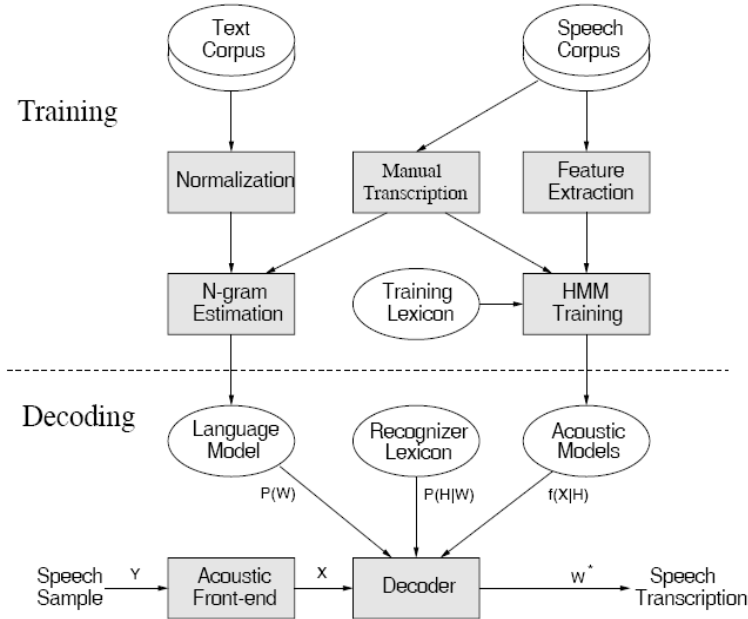 Text
Corpus
Speech
Corpus
Training
Normalization
Manual
Transcription
Feature
Extraction
N-gram
Estimation
Training
Lexicon
HMM
Training
Decoding
Language
Model
Recognizer
Lexicon
Acoustic
Models
P(W)
P(H|W)
f(X|H)
Speech
Sample
Y
Acoustic
Front-end
X
Decoder
W*
Speech
Transcription